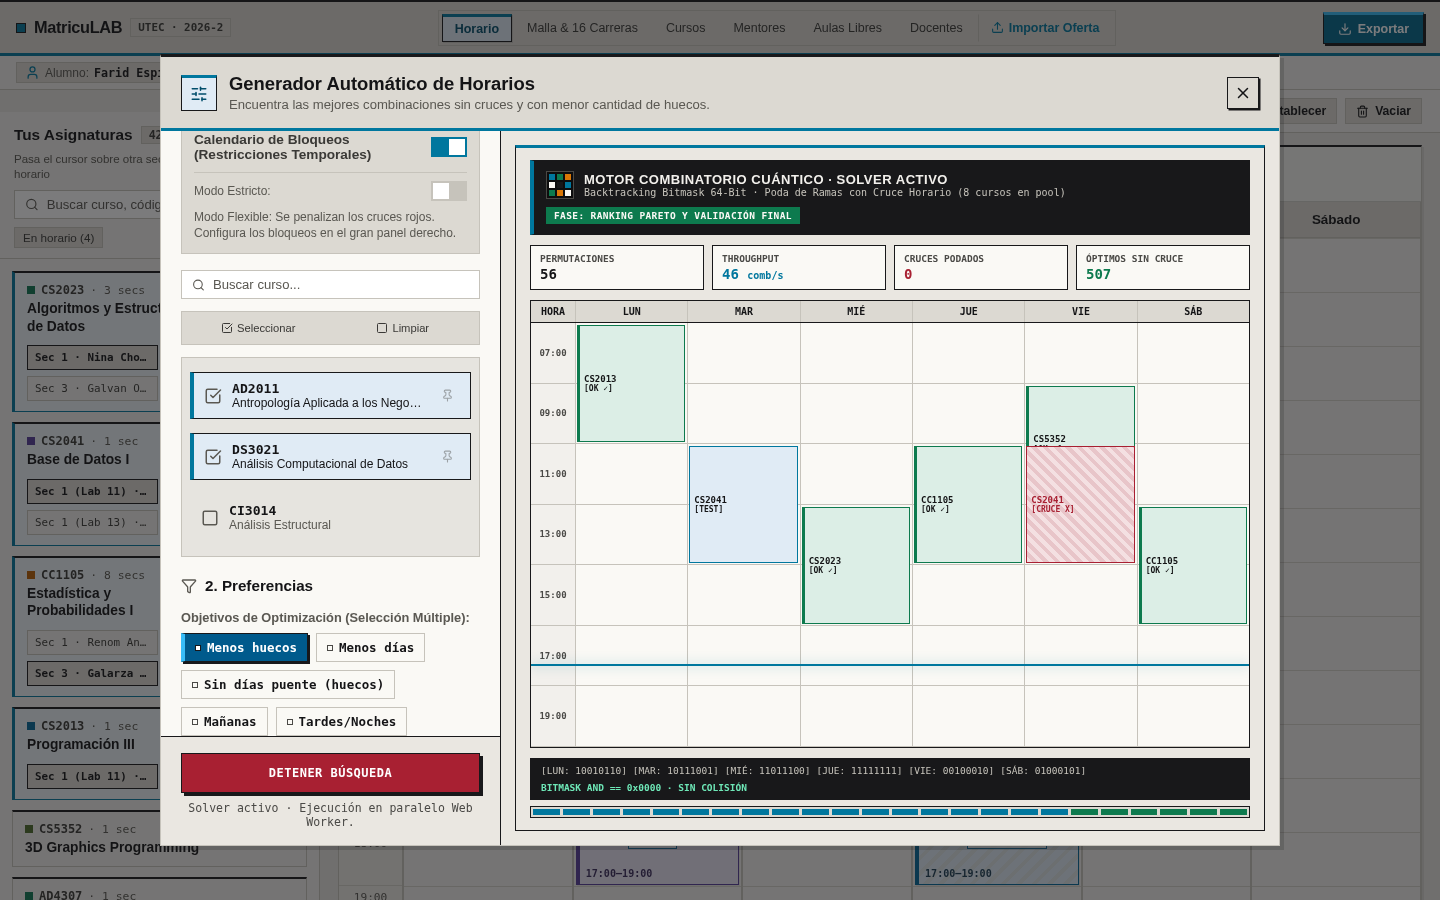 MatricuLAB
UTEC · 2026-2
Horario
Malla & 16 Carreras
Cursos
Mentores
Aulas Libres
Docentes
Importar Oferta
Exportar
Alumno: Farid
Vaciar
Tus Asignaturas
Pasa el cursor sobre otra
horario
Buscar curso,
En horario (4)
Sábado
CS2023 · 3 secs
Algoritmos y
de Datos
Sec 1 · Nina Cho…
Sec 3 · Galvan O…
CS2041 · 1 sec
Base de Datos I
Sec 1 (Lab 11) ·…
Sec 1 (Lab 13) ·…
CC1105 · 8 secs
Estadística y
Probabilidades I
Sec 1 · Renom An…
Sec 3 · Galarza …
CS2013 · 1 sec
Programación III
Sec 1 (Lab 11) ·…
CS5352 · 1 sec
3D Graphics Programming
AD4307 · 1 sec
17:00–19:00
17:00–19:00
19:00
Generador Automático de Horarios
Encuentra las mejores combinaciones sin cruces y con menor cantidad de huecos.
Calendario de Bloqueos
(Restricciones Temporales)
Modo Estricto:
Modo Flexible: Se penalizan los cruces rojos.
Configura los bloqueos en el gran panel derecho.
Buscar curso...
Seleccionar
Limpiar
AD2011
Antropología Aplicada a los Nego…
DS3021
Análisis Computacional de Datos
CI3014
Análisis Estructural
2. Preferencias
Objetivos de Optimización (Selección Múltiple):
Menos huecos
Menos días
Sin días puente (huecos)
Mañanas
Tardes/Noches
DETENER BÚSQUEDA
Solver activo · Ejecución en paralelo Web
Worker.
MOTOR COMBINATORIO CUÁNTICO · SOLVER ACTIVO
Backtracking Bitmask 64-Bit · Poda de Ramas con Cruce Horario (8 cursos en pool)
FASE: RANKING PARETO Y VALIDACIÓN FINAL
PERMUTACIONES
56
THROUGHPUT
46 comb/s
CRUCES PODADOS
0
ÓPTIMOS SIN CRUCE
507
HORA LUN MAR MIÉ JUE VIE SÁB
07:00
CS2013
[OK ✓]
09:00
CS5352
11:00
CS2041
[TEST]
CC1105
[OK ✓]
CS2041
[CRUCE X]
13:00
CS2023
[OK ✓]
CC1105
[OK ✓]
15:00
17:00
19:00
[LUN: 10010110] [MAR: 10111001] [MIÉ: 11011100] [JUE: 11111111] [VIE: 00100010] [SÁB: 01000101]
BITMASK AND == 0x0000 · SIN COLISIÓN